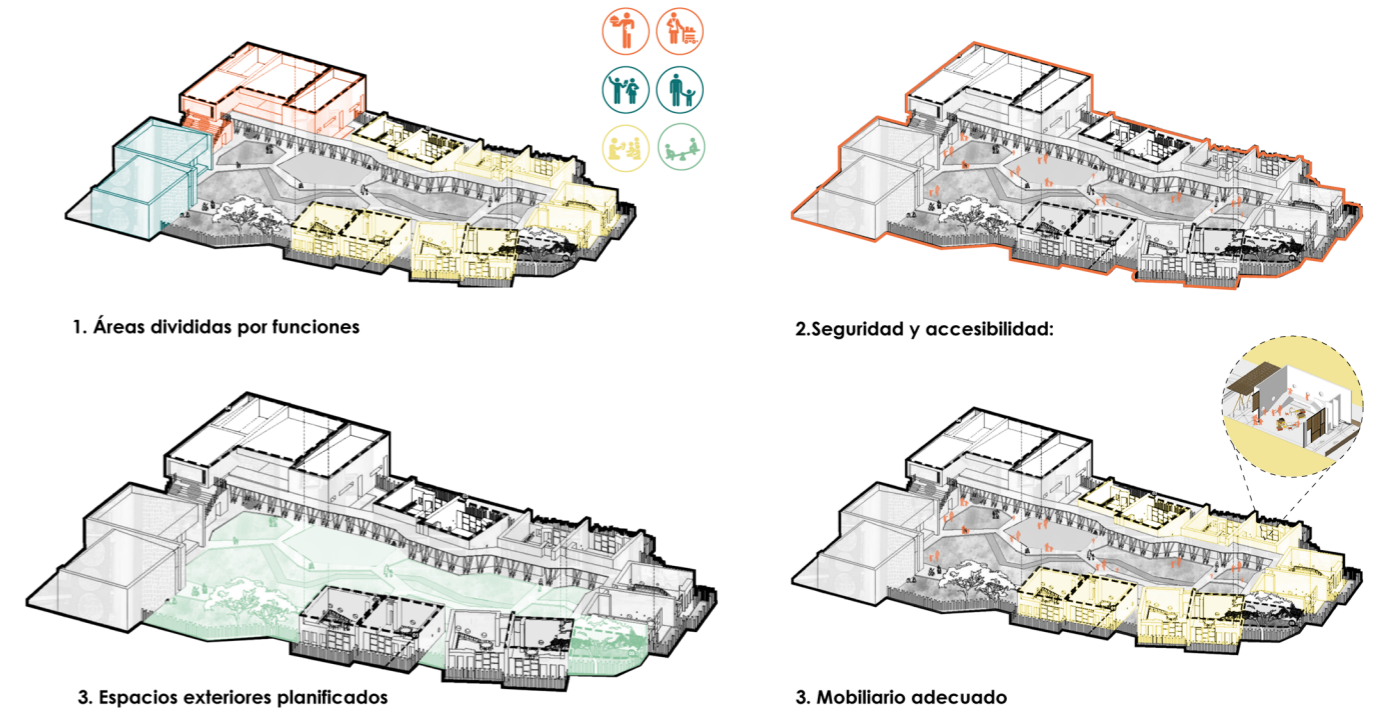 1. Áreas divididas por funciones
2.Seguridad y accesibilidad:
3. Espacios exteriores planificados
3. Mobiliario adecuado